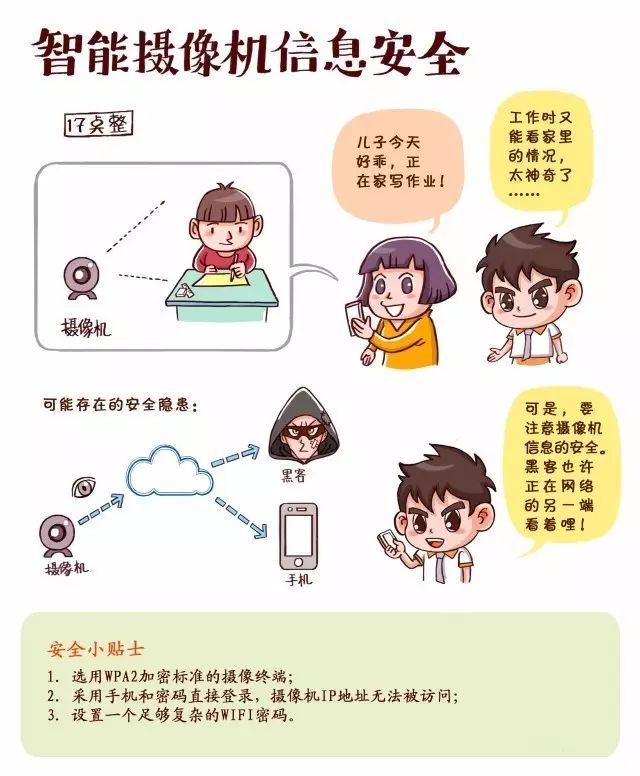 智能摄像机信息安全
17点整
儿子今天
好乖，正
在家写作业！
工作时又
能看家里
的情况，
太神奇了
……
摄像机
可能存在的安全隐患：
黑客
摄像机
手机
可是，要
注意摄像机
信息的安全。
黑客也许
正在网络
的另一端
看着哩！
安全小贴士
1. 选用WPA2加密标准的摄像终端；
2. 采用手机和密码直接登录，摄像机IP地址无法被访问；
3. 设置一个足够复杂的WIFI密码。